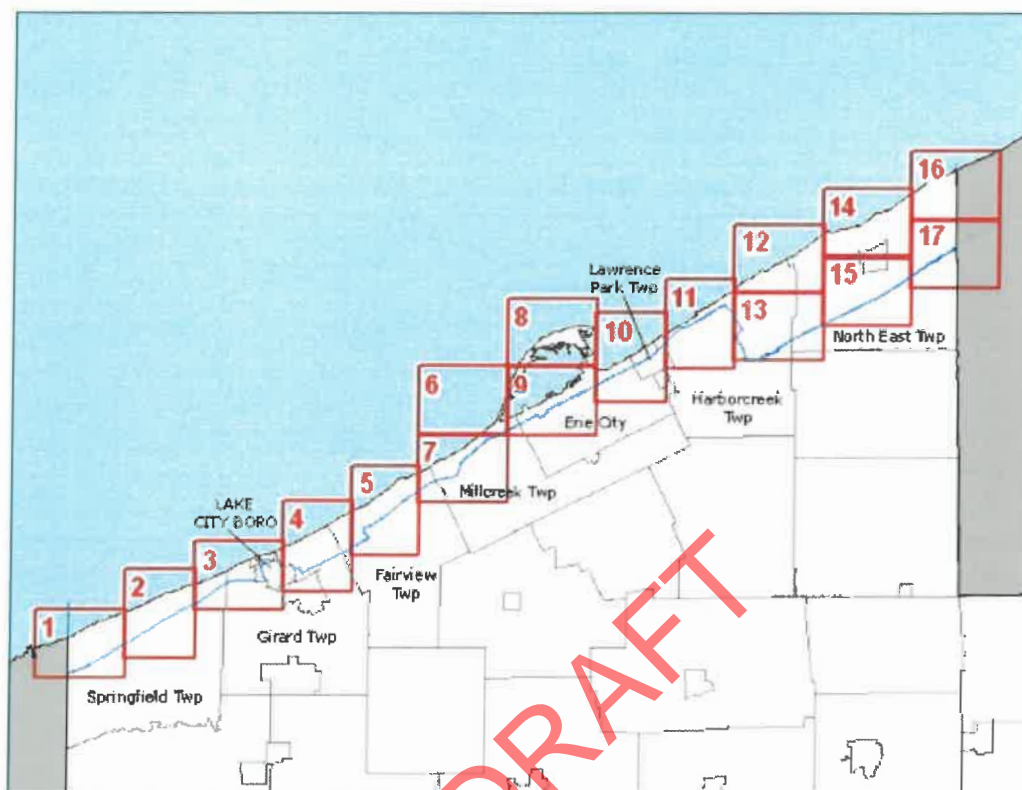 16
14
17
12
15
Lawrence
Park Twp
11
8
10
13
North East Twp
6
9
Harborcreek
Twp
Erie City
7
5
Millcreek Twp
LAKE
CITY BORO
4
3
Fairview
Twp
2
1
Girard Twp
Springfield Twp
DRAFT